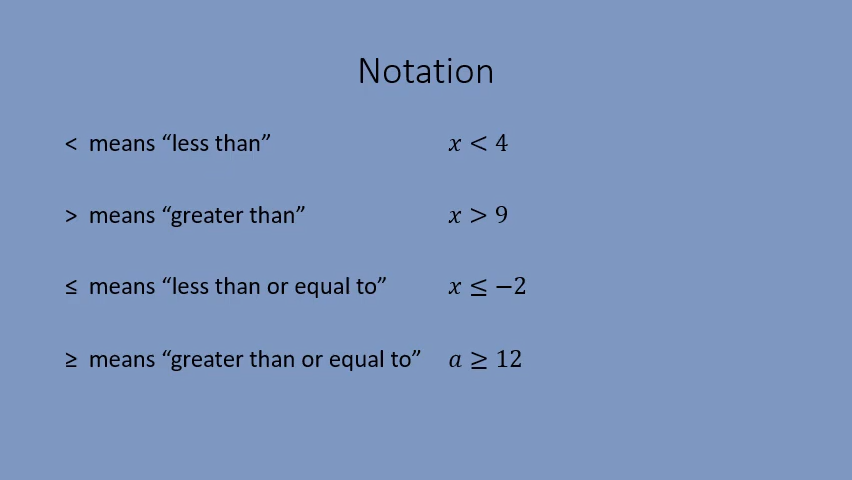 Notation
< means “less than” x < 4
> means “greater than” x > 9
≤ means “less than or equal to” x ≤ −2
≥ means “greater than or equal to” a ≥ 12